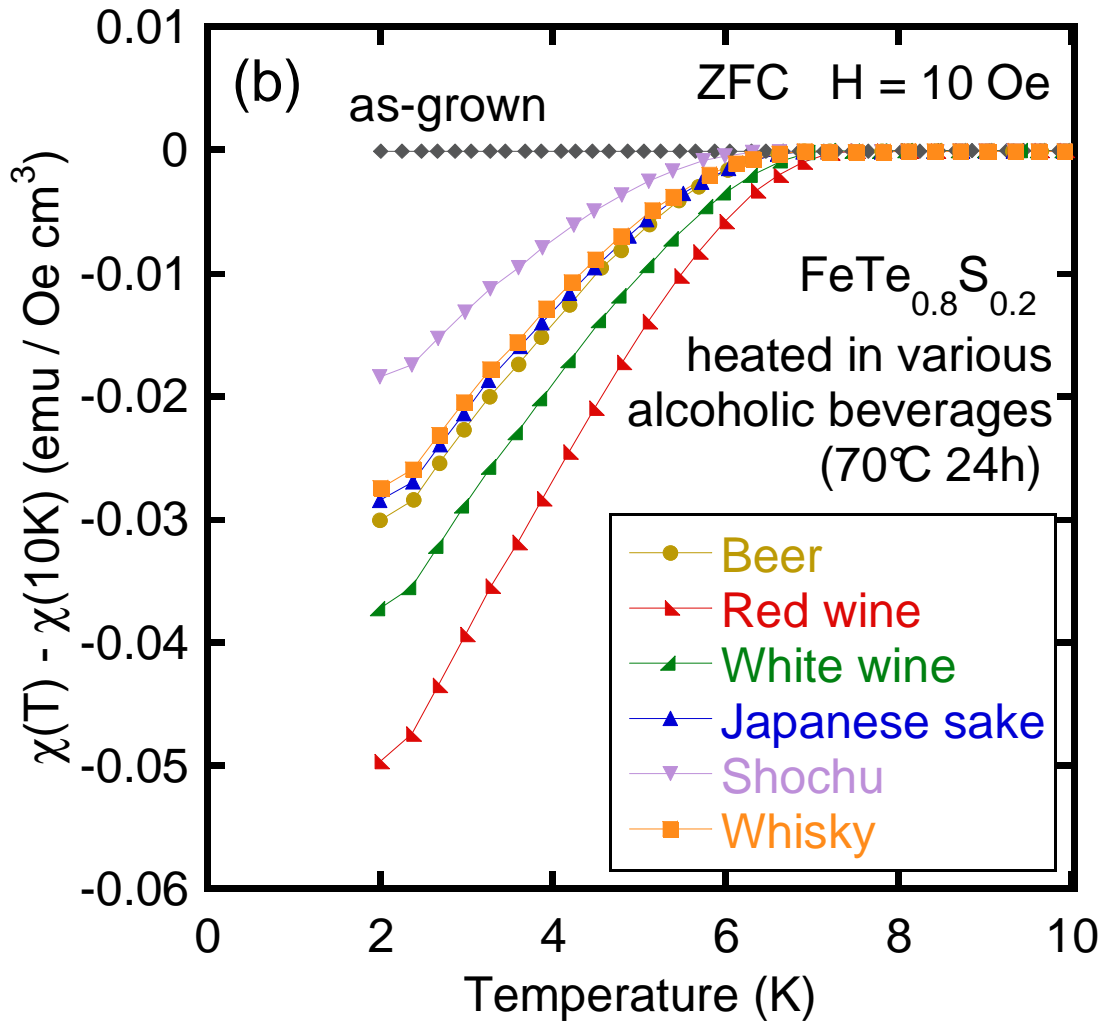 (b)
as-grown
ZFC H = 10 Oe
FeTe0.8S0.2
heated in various
alcoholic beverages
(70℃ 24h)
Beer
Red wine
White wine
Japanese sake
Shochu
Whisky
χ(T) - χ(10K) (emu / Oe cm³)
0.01
0
-0.01
-0.02
-0.03
-0.04
-0.05
-0.06
0 2 4 6 8 10
Temperature (K)